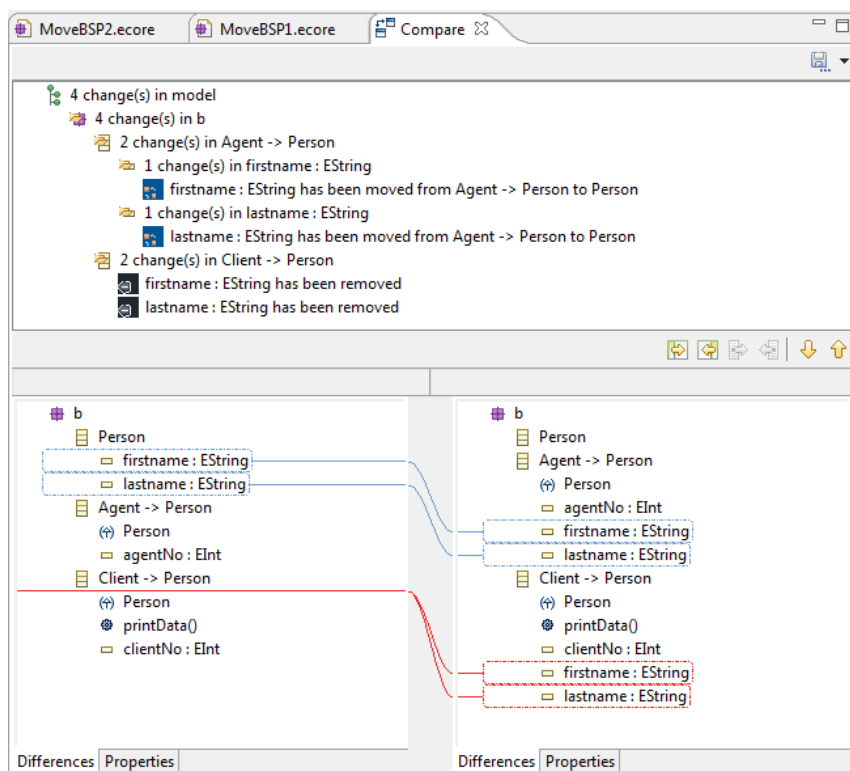 MoveBSP2.ecore MoveBSP1.ecore Compare
4 change(s) in model
4 change(s) in b
2 change(s) in Agent -> Person
1 change(s) in firstname : EString
firstname : EString has been moved from Agent -> Person to Person
1 change(s) in lastname : EString
lastname : EString has been moved from Agent -> Person to Person
2 change(s) in Client -> Person
firstname : EString has been removed
lastname : EString has been removed
b
Person
firstname : EString
lastname : EString
Agent -> Person
Person
agentNo : EInt
Client -> Person
Person
printData()
clientNo : EInt
Differences Properties
b
Person
Agent -> Person
Person
agentNo : EInt
firstname : EString
lastname : EString
Client -> Person
Person
printData()
clientNo : EInt
firstname : EString
lastname : EString
Differences Properties